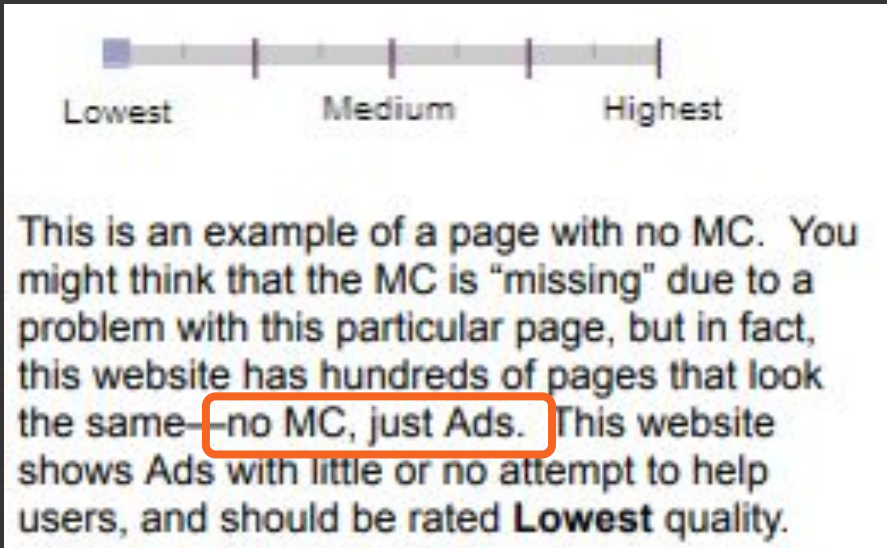 Lowest Medium Highest
This is an example of a page with no MC.  You
might think that the MC is “missing” due to a
problem with this particular page, but in fact,
this website has hundreds of pages that look
the same—no MC, just Ads.  This website
shows Ads with little or no attempt to help
users, and should be rated Lowest quality.